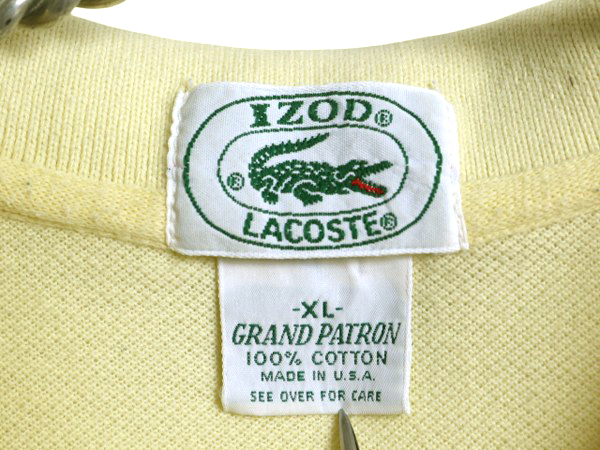 IZOD®
®
LACOSTE®
-XL-
GRAND PATRON
100% COTTON
MADE IN U.S.A.
SEE OVER FOR CARE